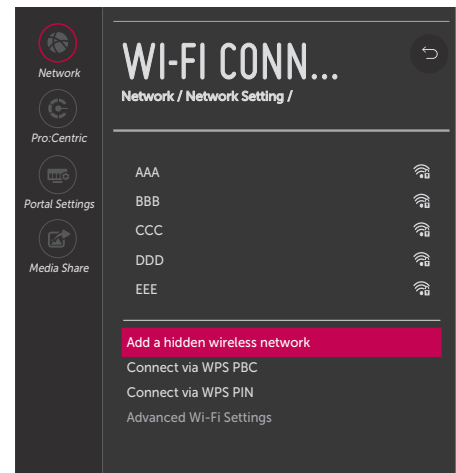 Network
Pro:Centric
Portal Settings
Media Share
WI-FI CONN...
Network / Network Setting /
AAA
BBB
CCC
DDD
EEE
Add a hidden wireless network
Connect via WPS PBC
Connect via WPS PIN
Advanced Wi-Fi Settings